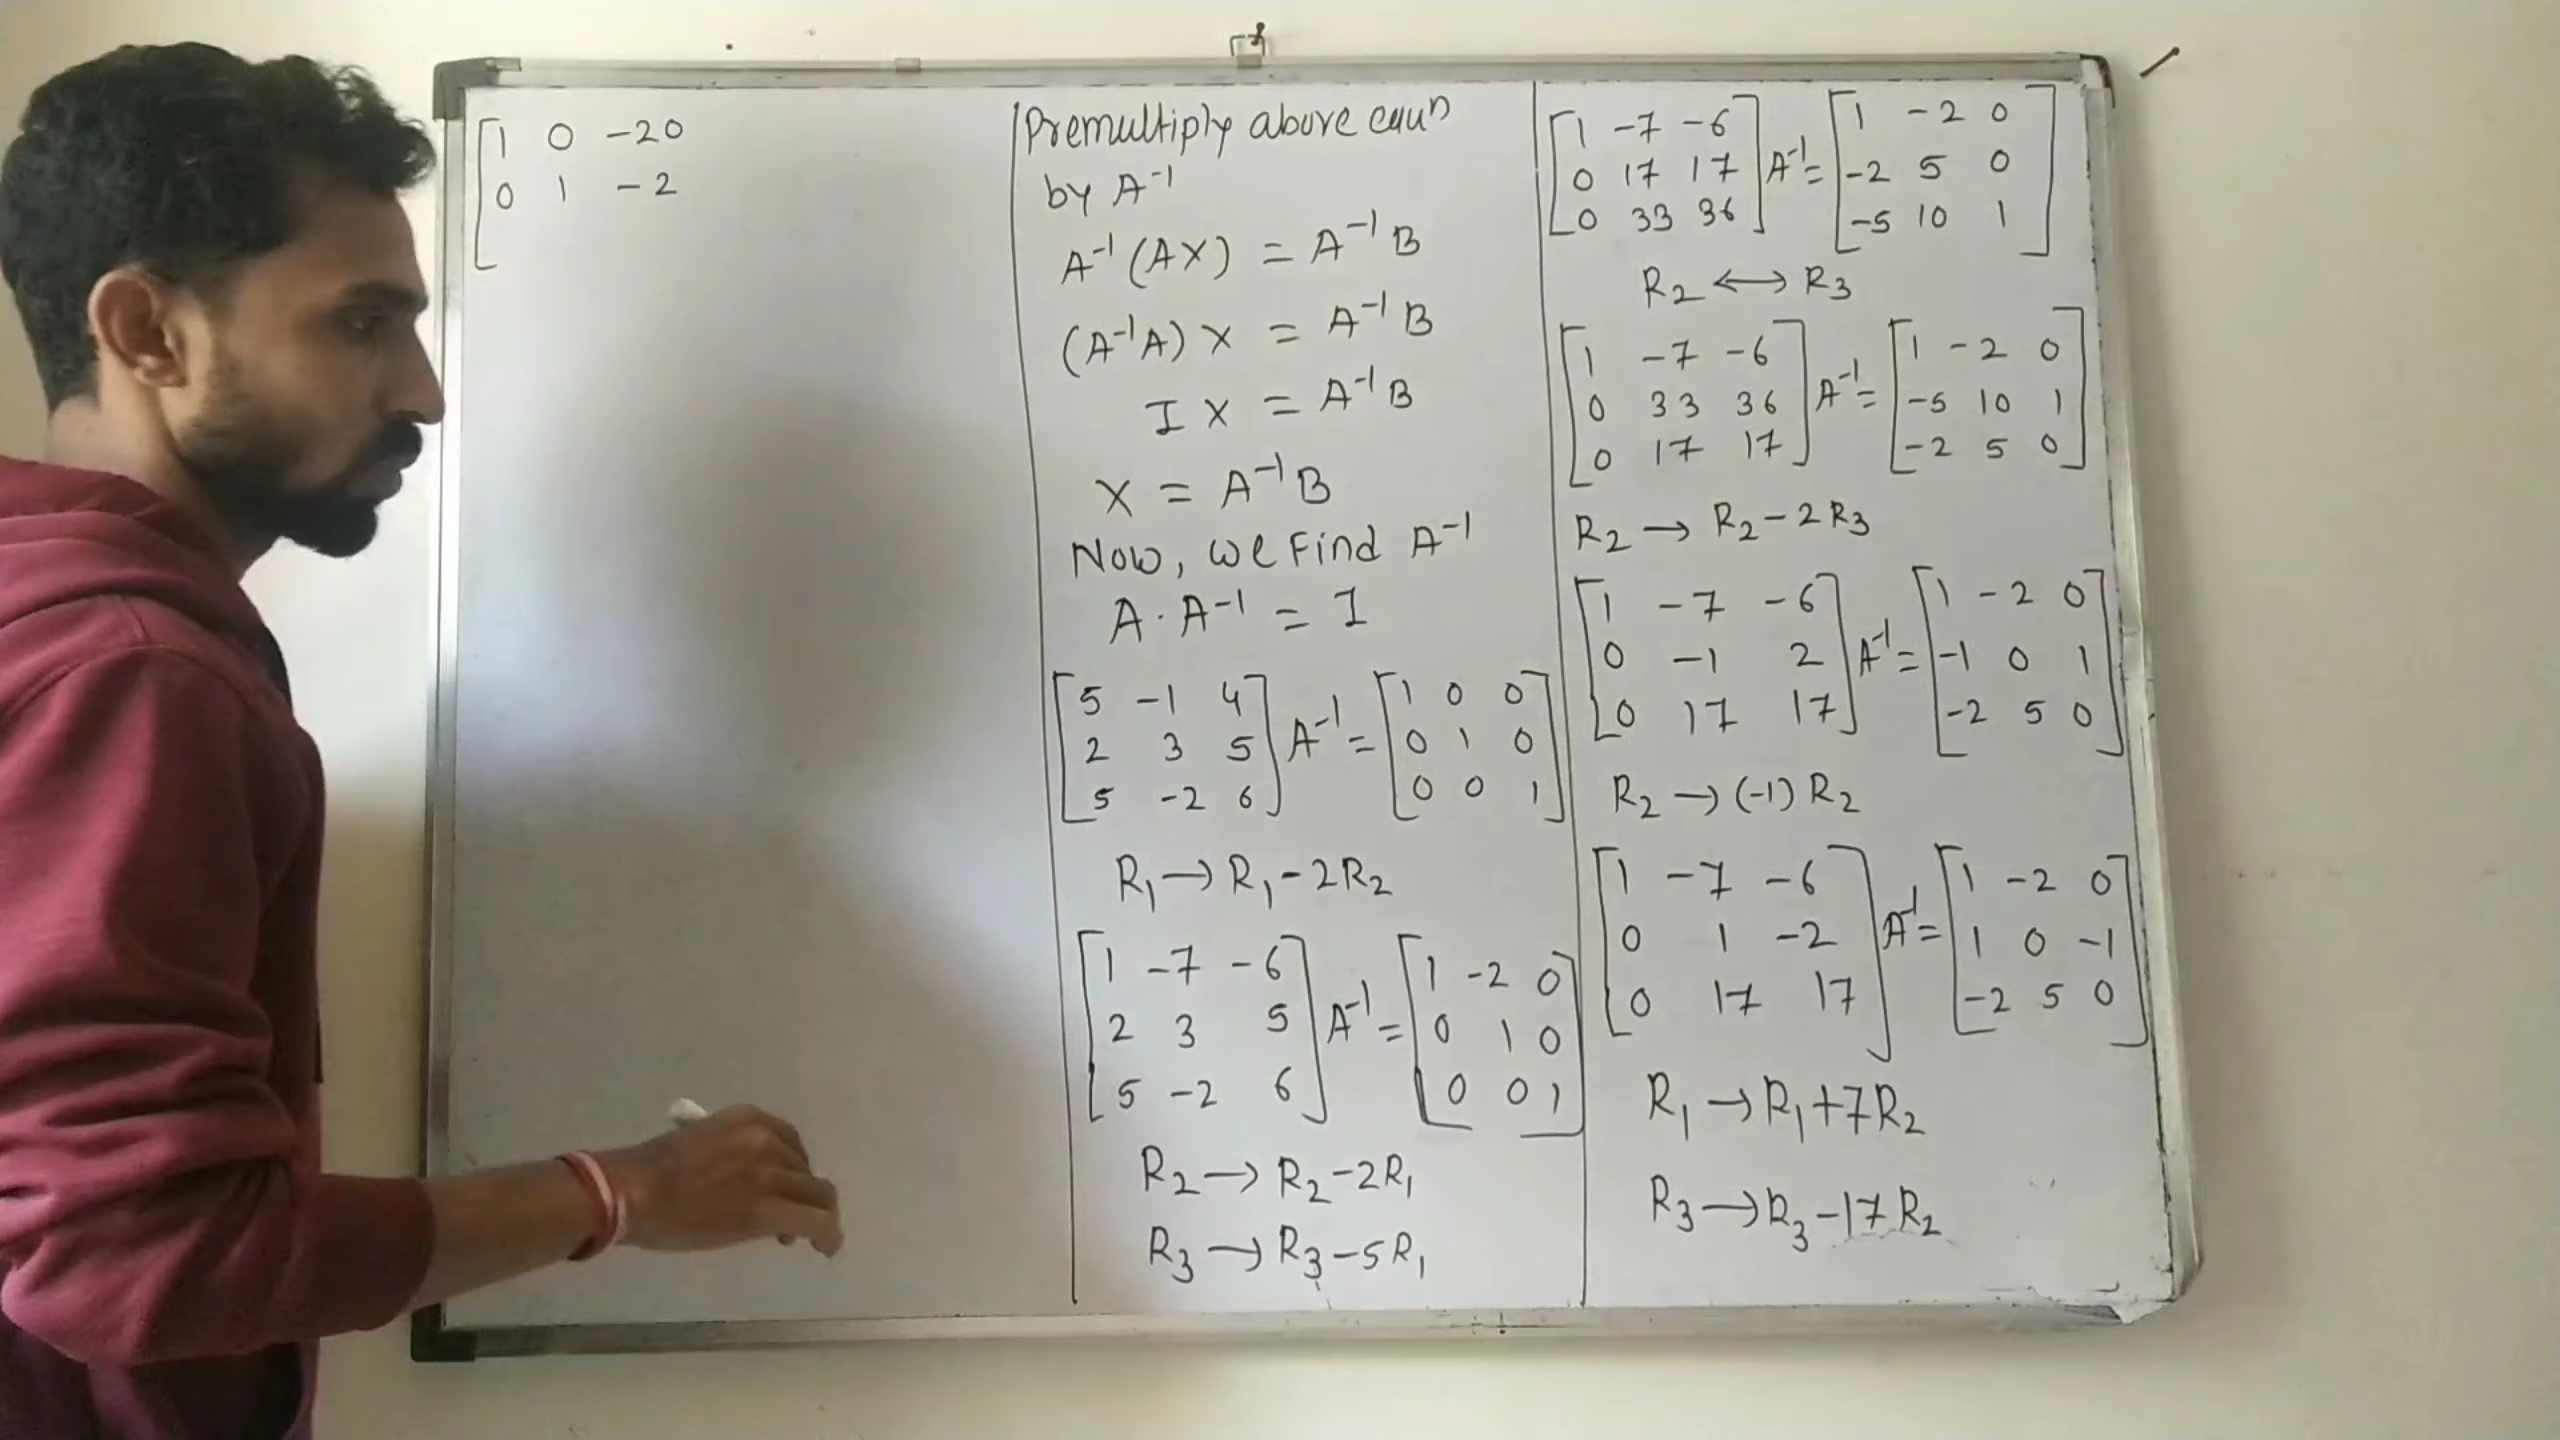 1 0 -20
0 1 -2
Premultiply above equⁿ
by A⁻¹
A⁻¹(AX) = A⁻¹B
(A⁻¹A)X = A⁻¹B
IX = A⁻¹B
X = A⁻¹B
Now, we Find A⁻¹
A·A⁻¹ = I
[5 -1 4] [1 0 0]
[2 3 5] A⁻¹ = [0 1 0]
[5 -2 6] [0 0 1]
R₁ → R₁-2R₂
[1 -7 -6] [1 -2 0]
[2 3 5] A⁻¹ = [0 1 0]
[5 -2 6] [0 0 1]
R₂ → R₂-2R₁
R₃ → R₃-5R₁
[1 -7 -6] [1 -2 0]
[0 17 17] A⁻¹ = [-2 5 0]
[0 33 36] [-5 10 1]
R₂ ↔ R₃
[1 -7 -6] [1 -2 0]
[0 33 36] A⁻¹ = [-5 10 1]
[0 17 17] [-2 5 0]
R₂ → R₂-2R₃
[1 -7 -6] [1 -2 0]
[0 -1 2] A⁻¹ = [-1 0 1]
[0 17 17] [-2 5 0]
R₂ → (-1)R₂
[1 -7 -6] [1 -2 0]
[0 1 -2] A⁻¹ = [1 0 -1]
[0 17 17] [-2 5 0]
R₁ → R₁+7R₂
R₃ → R₃-17R₂